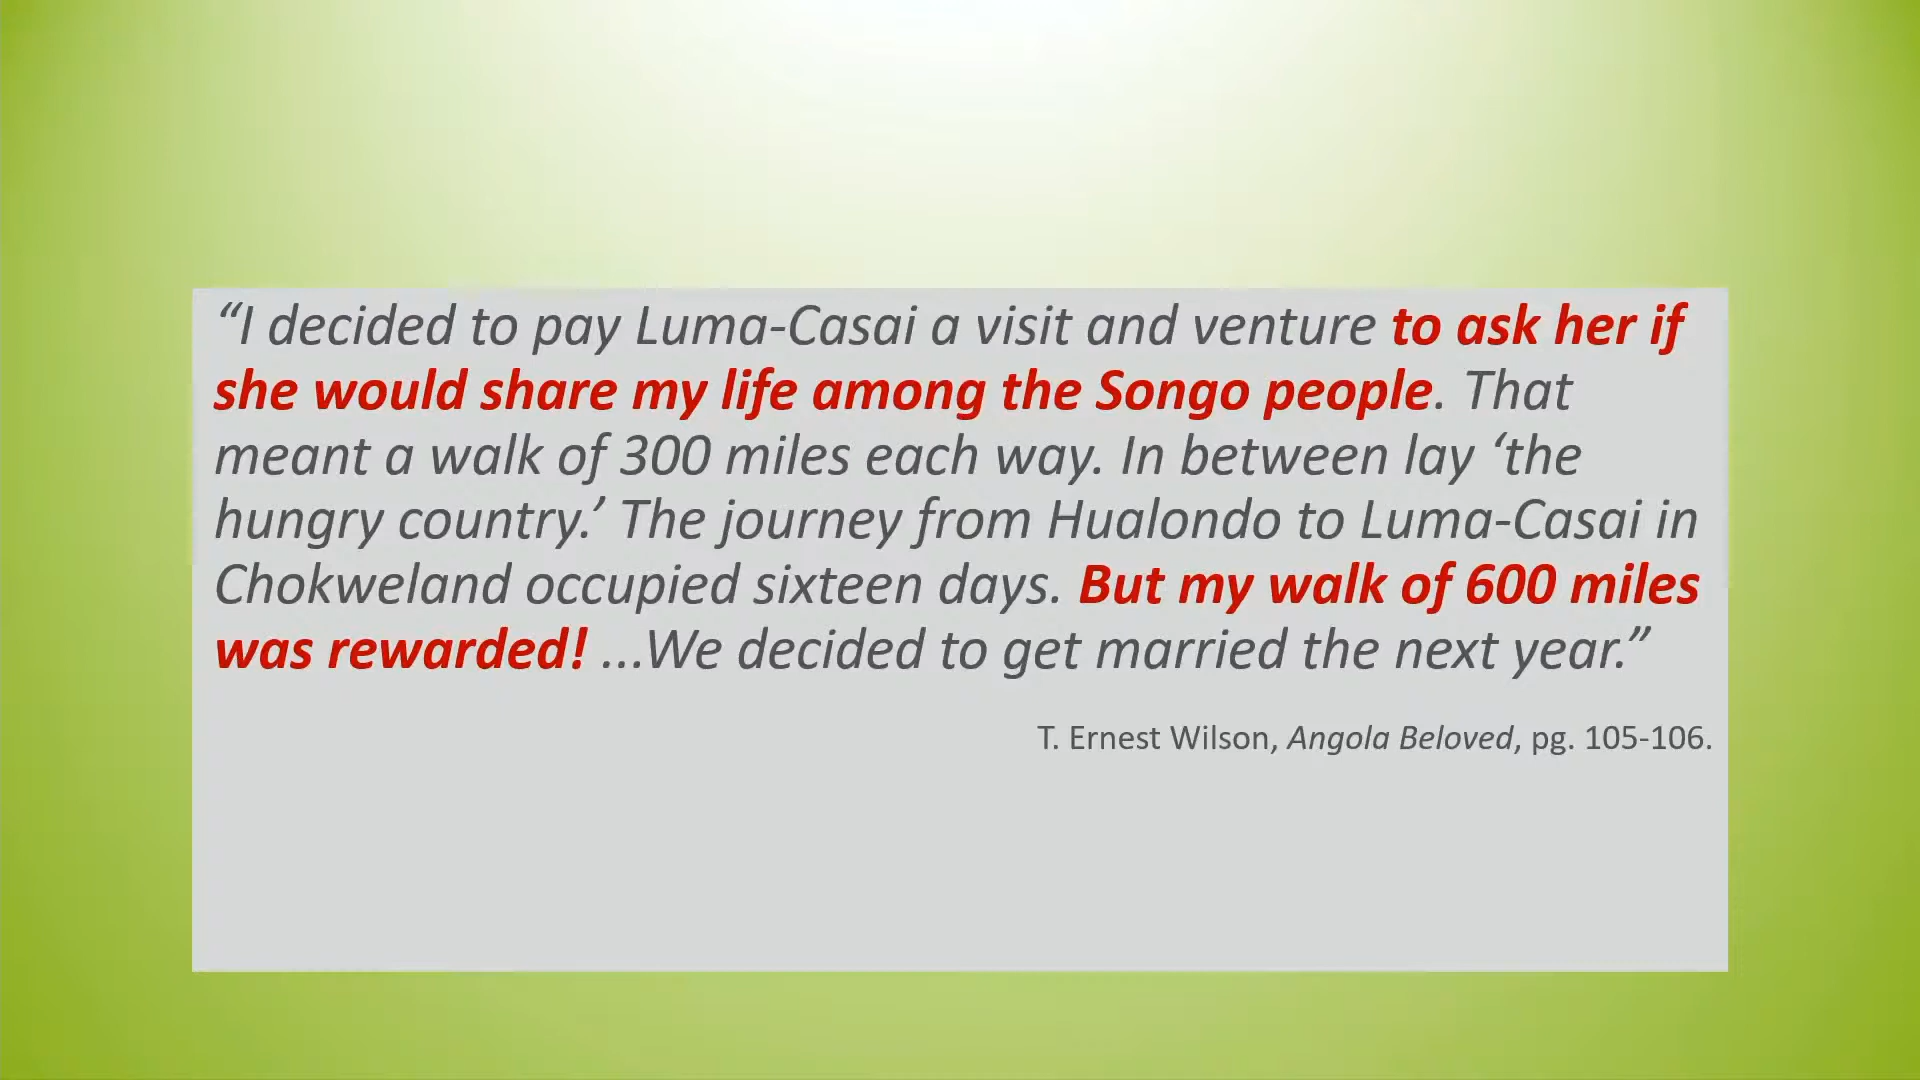 “I decided to pay Luma-Casai a visit and venture to ask her if
she would share my life among the Songo people. That
meant a walk of 300 miles each way. In between lay ‘the
hungry country.’ The journey from Hualondo to Luma-Casai in
Chokweland occupied sixteen days. But my walk of 600 miles
was rewarded! ...We decided to get married the next year.”
T. Ernest Wilson, Angola Beloved, pg. 105-106.